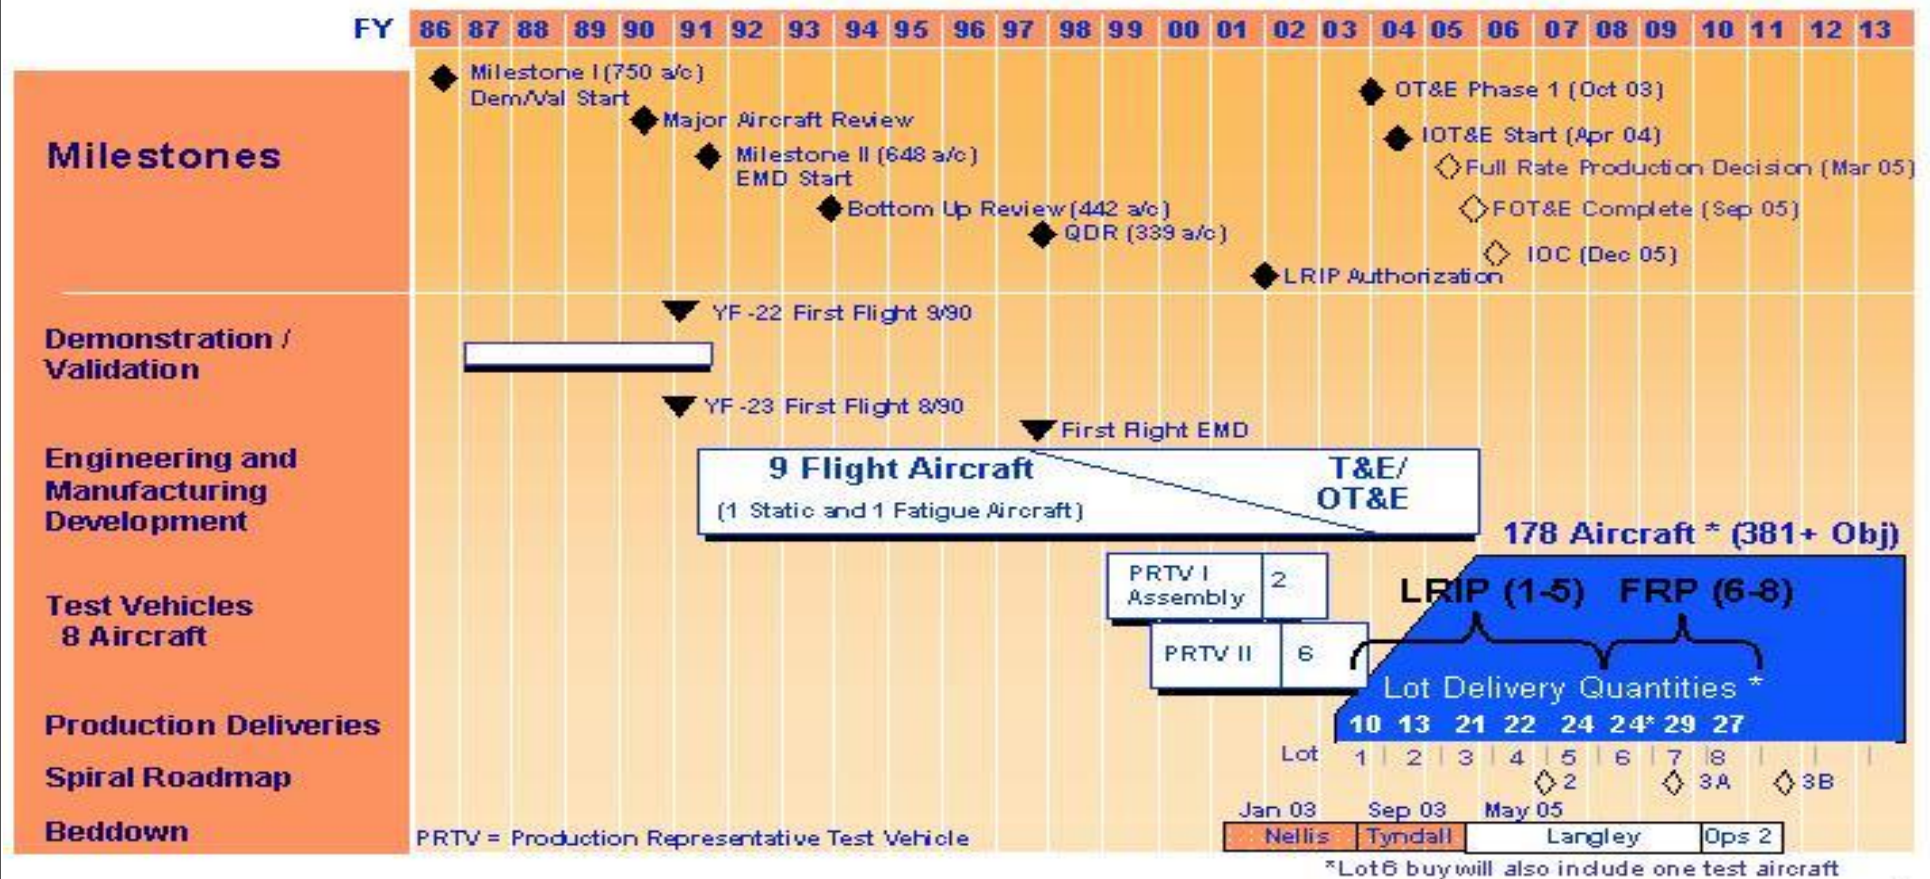 FY 86 87 88 89 90 91 92 93 94 95 96 97 98 99 00 01 02 03 04 05 06 07 08 09 10 11 12 13
Milestones
Milestone I (750 a/c)
Dem/Val Start
Major Aircraft Review
Milestone II (648 a/c)
EMD Start
Bottom Up Review (442 a/c)
QDR (339 a/c)
LRIP Authorization
OT&E Phase 1 (Oct 03)
IOT&E Start (Apr 04)
Full Rate Production Decision (Mar 05)
FOT&E Complete (Sep 05)
IOC (Dec 05)
Demonstration /
Validation
YF-22 First Flight 9/90
YF-23 First Flight 8/90
First Flight EMD
Engineering and
Manufacturing
Development
9 Flight Aircraft
(1 Static and 1 Fatigue Aircraft)
T&E/
OT&E
178 Aircraft * (381+ Obj)
Test Vehicles
8 Aircraft
PRTV I
Assembly
2
PRTV II
6
LRIP (1-5) FRP (6-8)
Lot Delivery Quantities *
Production Deliveries
10 13 21 22 24 24* 29 27
Lot 1 2 3 4 5 6 7 8
Spiral Roadmap
2 3A 3B
Jan 03 Sep 03 May 05
Beddown
PRTV = Production Representative Test Vehicle
Nellis Tyndall Langley Ops 2
*Lot 6 buy will also include one test aircraft